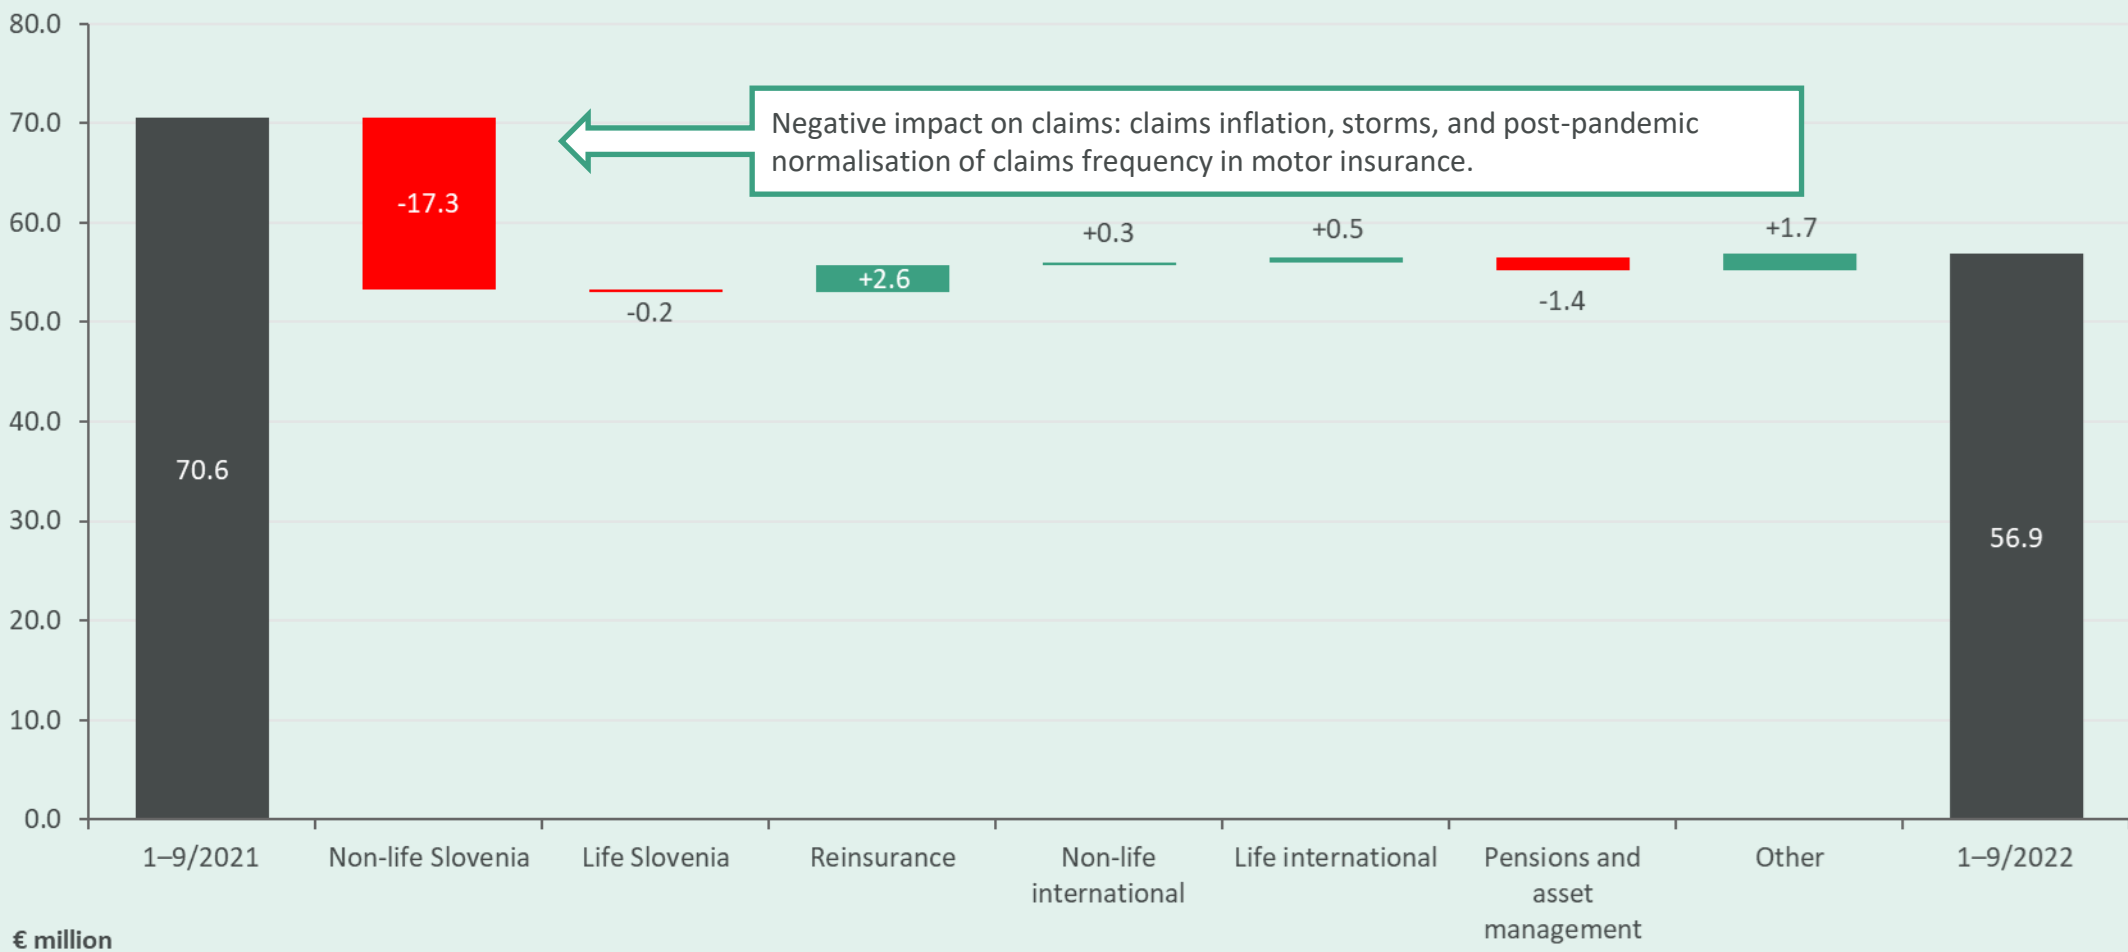 80.0
70.0
60.0
50.0
40.0
30.0
20.0
10.0
0.0
Negative impact on claims: claims inflation, storms, and post-pandemic
normalisation of claims frequency in motor insurance.
70.6
-17.3
-0.2
+2.6
+0.3
+0.5
-1.4
+1.7
56.9
1–9/2021
Non-life Slovenia
Life Slovenia
Reinsurance
Non-life
international
Life international
Pensions and
asset
management
Other
1–9/2022
€ million